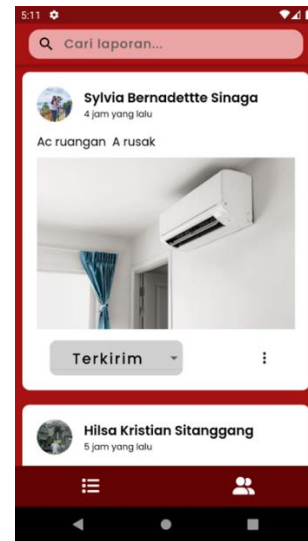 5:11
Cari laporan...
Sylvia Bernadettte Sinaga
4 jam yang lalu
Ac ruangan A rusak
Terkirim
Hilsa Kristian Sitanggang
5 jam yang lalu